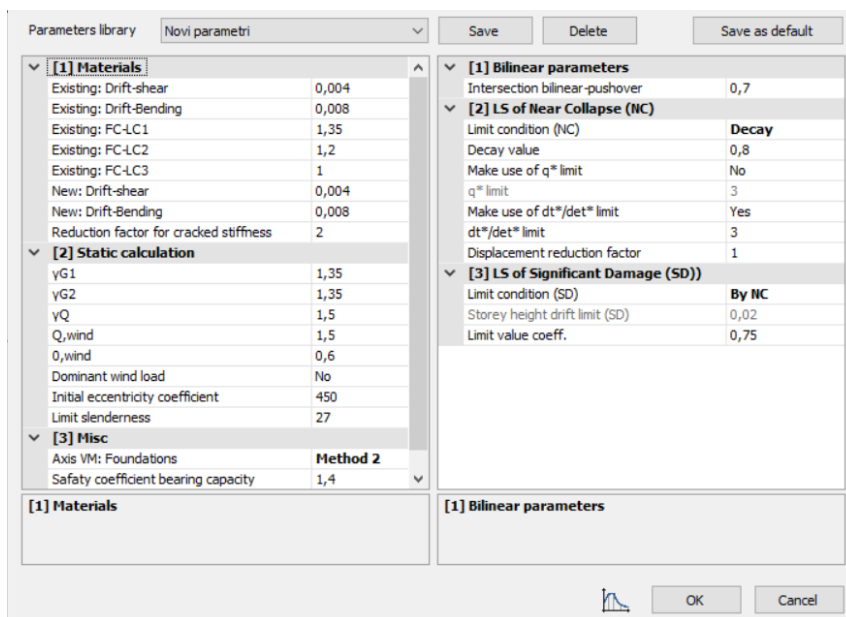 Parameters library Novi parametri Save Delete Save as default
[1] Materials
Existing: Drift-shear 0,004
Existing: Drift-Bending 0,008
Existing: FC-LC1 1,35
Existing: FC-LC2 1,2
Existing: FC-LC3 1
New: Drift-shear 0,004
New: Drift-Bending 0,008
Reduction factor for cracked stiffness 2
[2] Static calculation
γG1 1,35
γG2 1,35
γQ 1,5
Q,wind 1,5
0,wind 0,6
Dominant wind load No
Initial eccentricity coefficient 450
Limit slenderness 27
[3] Misc
Axis VM: Foundations Method 2
Safaty coefficient bearing capacity 1,4
[1] Materials
[1] Bilinear parameters
Intersection bilinear-pushover 0,7
[2] LS of Near Collapse (NC)
Limit condition (NC) Decay
Decay value 0,8
Make use of q* limit No
q* limit 3
Make use of dt*/det* limit Yes
dt*/det* limit 3
Displacement reduction factor 1
[3] LS of Significant Damage (SD))
Limit condition (SD) By NC
Storey height drift limit (SD) 0,02
Limit value coeff. 0,75
[1] Bilinear parameters
OK Cancel